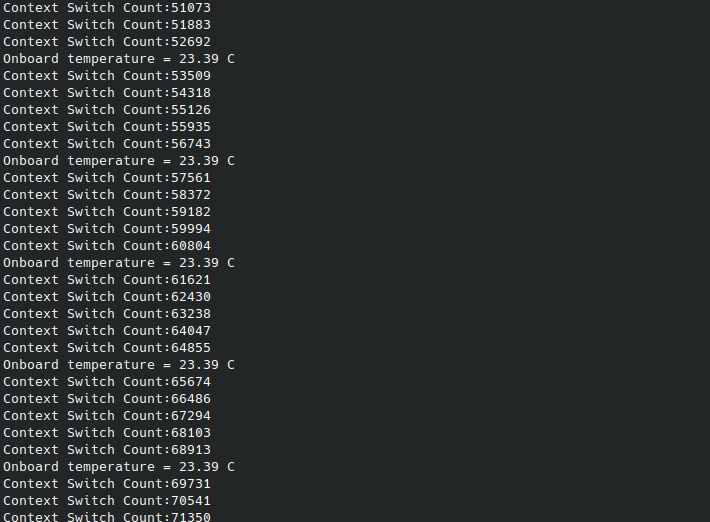 Context Switch Count:51073
Context Switch Count:51883
Context Switch Count:52692
Onboard temperature = 23.39 C
Context Switch Count:53509
Context Switch Count:54318
Context Switch Count:55126
Context Switch Count:55935
Context Switch Count:56743
Onboard temperature = 23.39 C
Context Switch Count:57561
Context Switch Count:58372
Context Switch Count:59182
Context Switch Count:59994
Context Switch Count:60804
Onboard temperature = 23.39 C
Context Switch Count:61621
Context Switch Count:62430
Context Switch Count:63238
Context Switch Count:64047
Context Switch Count:64855
Onboard temperature = 23.39 C
Context Switch Count:65674
Context Switch Count:66486
Context Switch Count:67294
Context Switch Count:68103
Context Switch Count:68913
Onboard temperature = 23.39 C
Context Switch Count:69731
Context Switch Count:70541
Context Switch Count:71350